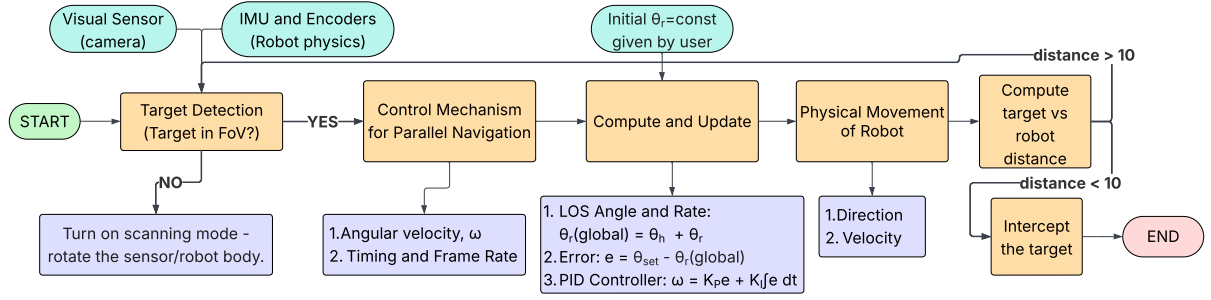 Visual Sensor
(camera)
IMU and Encoders
(Robot physics)
Initial θr=const
given by user
distance > 10
START
Target Detection
(Target in FoV?)
YES
Control Mechanism
for Parallel Navigation
Compute and Update
Physical Movement
of Robot
Compute
target vs
robot
distance
NO
distance < 10
Turn on scanning mode -
rotate the sensor/robot body.
1.Angular velocity, ω
2. Timing and Frame Rate
1. LOS Angle and Rate:
θr(global) = θh + θr
2.Error: e = θset - θr(global)
3.PID Controller: ω = KPe + KI∫e dt
1.Direction
2. Velocity
Intercept
the target
END